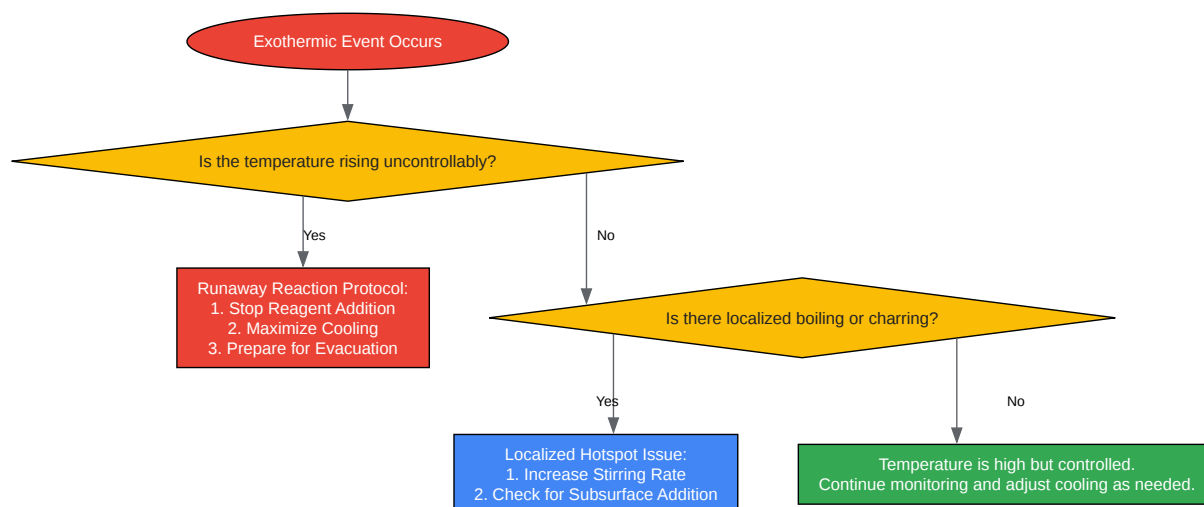 Exothermic Event Occurs
Is the temperature rising uncontrollably?
Yes
No
Runaway Reaction Protocol:
1. Stop Reagent Addition
2. Maximize Cooling
3. Prepare for Evacuation
Is there localized boiling or charring?
Yes
No
Localized Hotspot Issue:
1. Increase Stirring Rate
2. Check for Subsurface Addition
Temperature is high but controlled.
Continue monitoring and adjust cooling as needed.